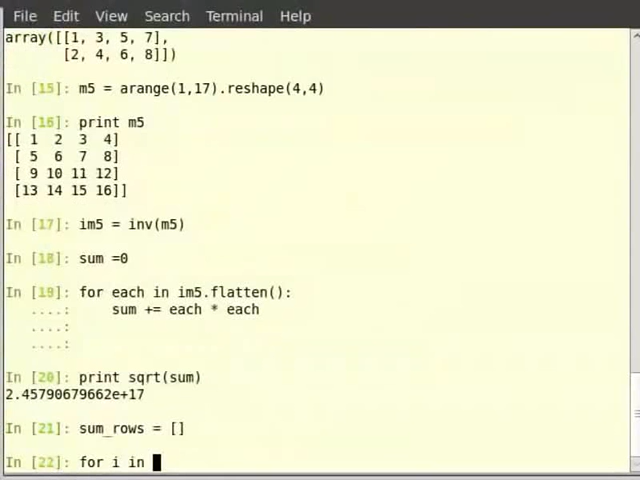 File Edit View Search Terminal Help
array([[1, 3, 5, 7],
       [2, 4, 6, 8]])
In [15]: m5 = arange(1,17).reshape(4,4)
In [16]: print m5
[[ 1  2  3  4]
 [ 5  6  7  8]
 [ 9 10 11 12]
 [13 14 15 16]]
In [17]: im5 = inv(m5)
In [18]: sum =0
In [19]: for each in im5.flatten():
   ....:     sum += each * each
   ....:
   ....:
In [20]: print sqrt(sum)
2.45790679662e+17
In [21]: sum_rows = []
In [22]: for i in